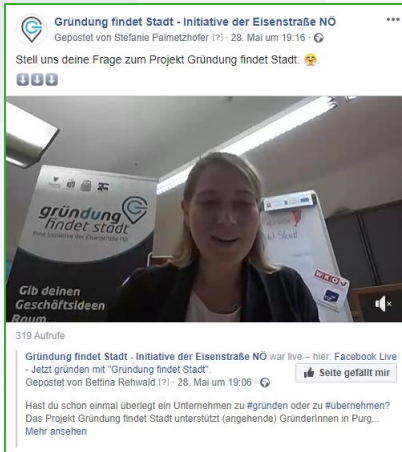 Gründung findet Stadt - Initiative der Eisenstraße NÖ
Gepostet von Stefanie Palmetzhofer [?] · 28. Mai um 19:16 ·
Stell uns deine Frage zum Projekt Gründung findet Stadt.
gründung
findet stadt
Eine Initiative der Eisenstraße NÖ
Gib deinen
Geschäftsideen
Raum
WKO
319 Aufrufe
Gründung findet Stadt - Initiative der Eisenstraße NÖ war live – hier: Facebook Live
- Jetzt gründen mit "Gründung findet Stadt".
Seite gefällt mir
Gepostet von Bettina Rehwald [?] · 28. Mai um 19:06 ·
Hast du schon einmal überlegt ein Unternehmen zu #gründen oder zu #übernehmen?
Das Projekt Gründung findet Stadt unterstützt (angehende) GründerInnen in Purg...
Mehr ansehen